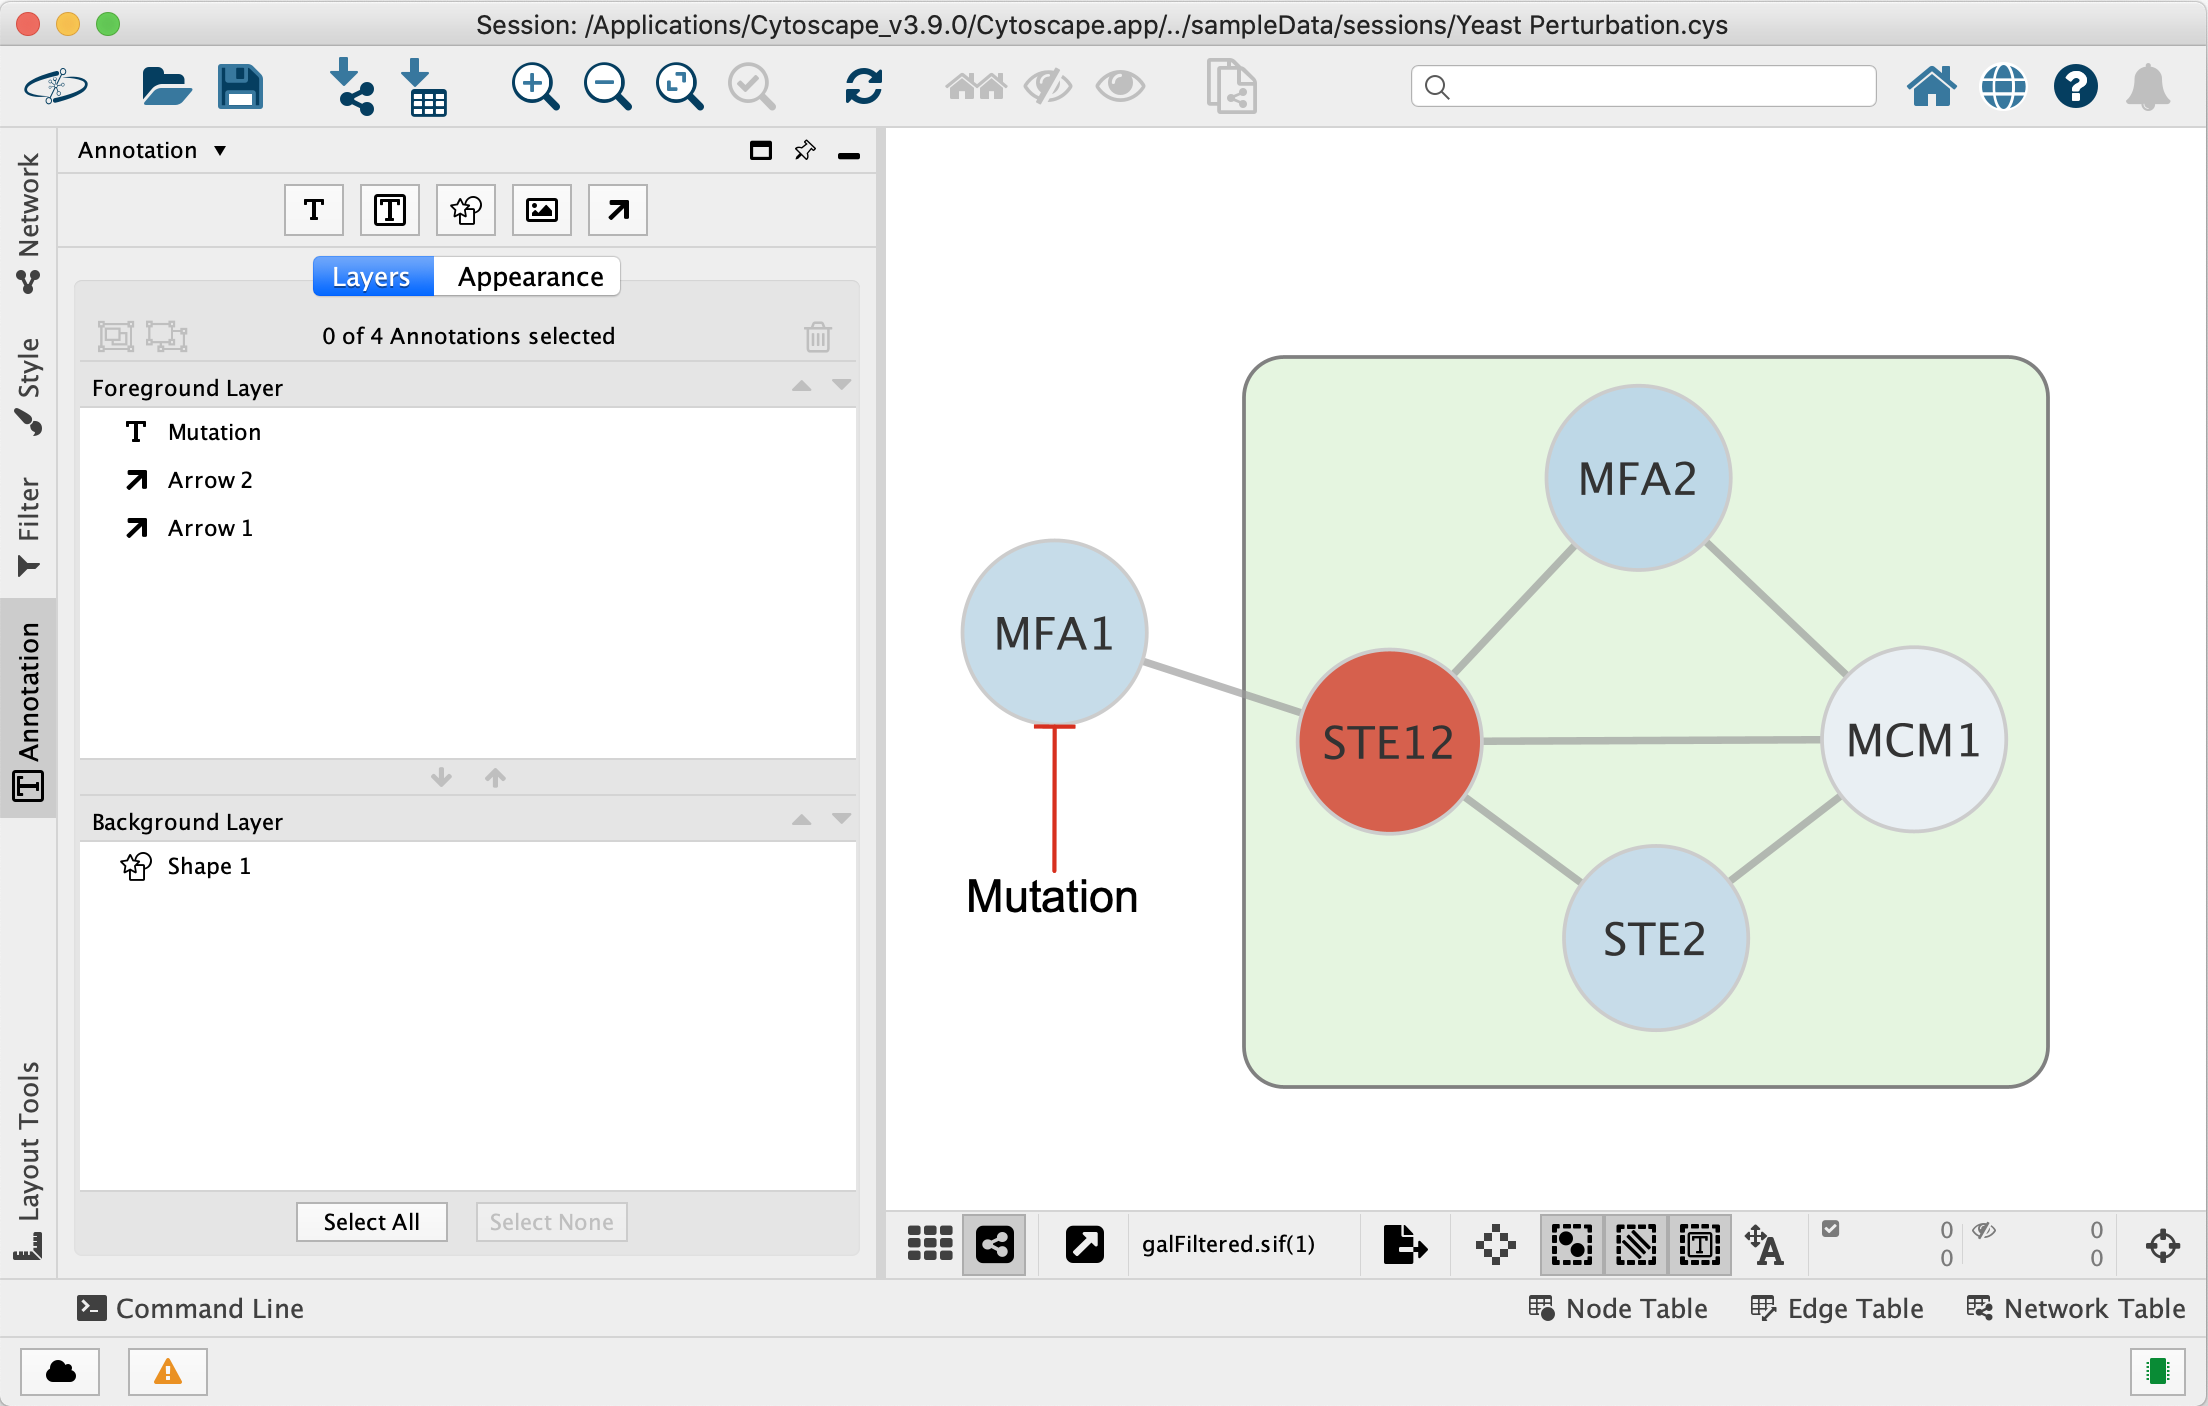 Session: /Applications/Cytoscape_v3.9.0/Cytoscape.app/../sampleData/sessions/Yeast Perturbation.cys
Network
Style
Filter
Annotation
Layout Tools
Annotation
Layers
Appearance
0 of 4 Annotations selected
Foreground Layer
Mutation
Arrow 2
Arrow 1
Background Layer
Shape 1
Select All
Select None
MFA2
MFA1
STE12
MCM1
STE2
Mutation
galFiltered.sif(1)
0 0
0 0
Command Line
Node Table
Edge Table
Network Table